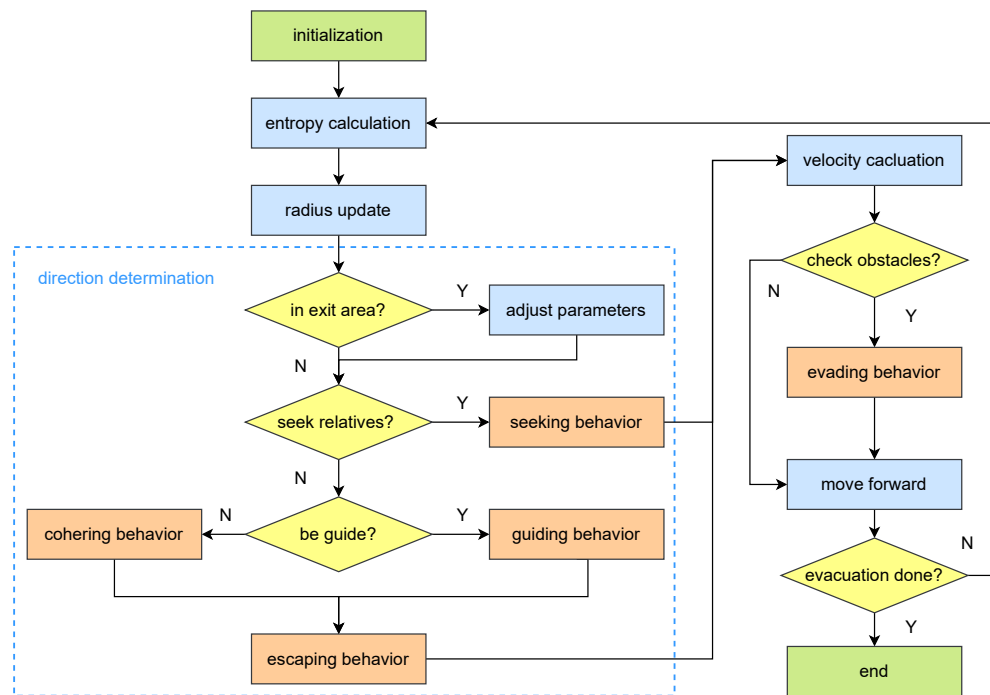 initialization
entropy calculation
radius update
direction determination
in exit area?
Y
adjust parameters
N
seek relatives?
Y
seeking behavior
N
cohering behavior
N
be guide?
Y
guiding behavior
escaping behavior
velocity cacluation
check obstacles?
N
Y
evading behavior
move forward
evacuation done?
N
Y
end